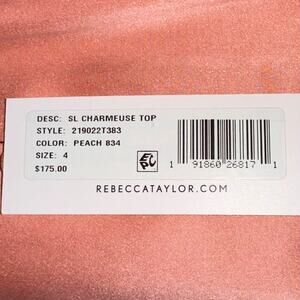 DESC: SL CHARMEUSE TOP
STYLE: 219022T383
COLOR: PEACH 834
SIZE: 4
$175.00
1 91860 26817 1
REBECCATAYLOR.COM